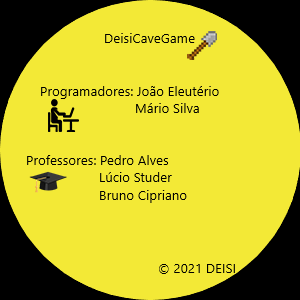 DeisiCaveGame
Programadores: João Eleutério
Mário Silva
Professores: Pedro Alves
Lúcio Studer
Bruno Cipriano
© 2021 DEISI